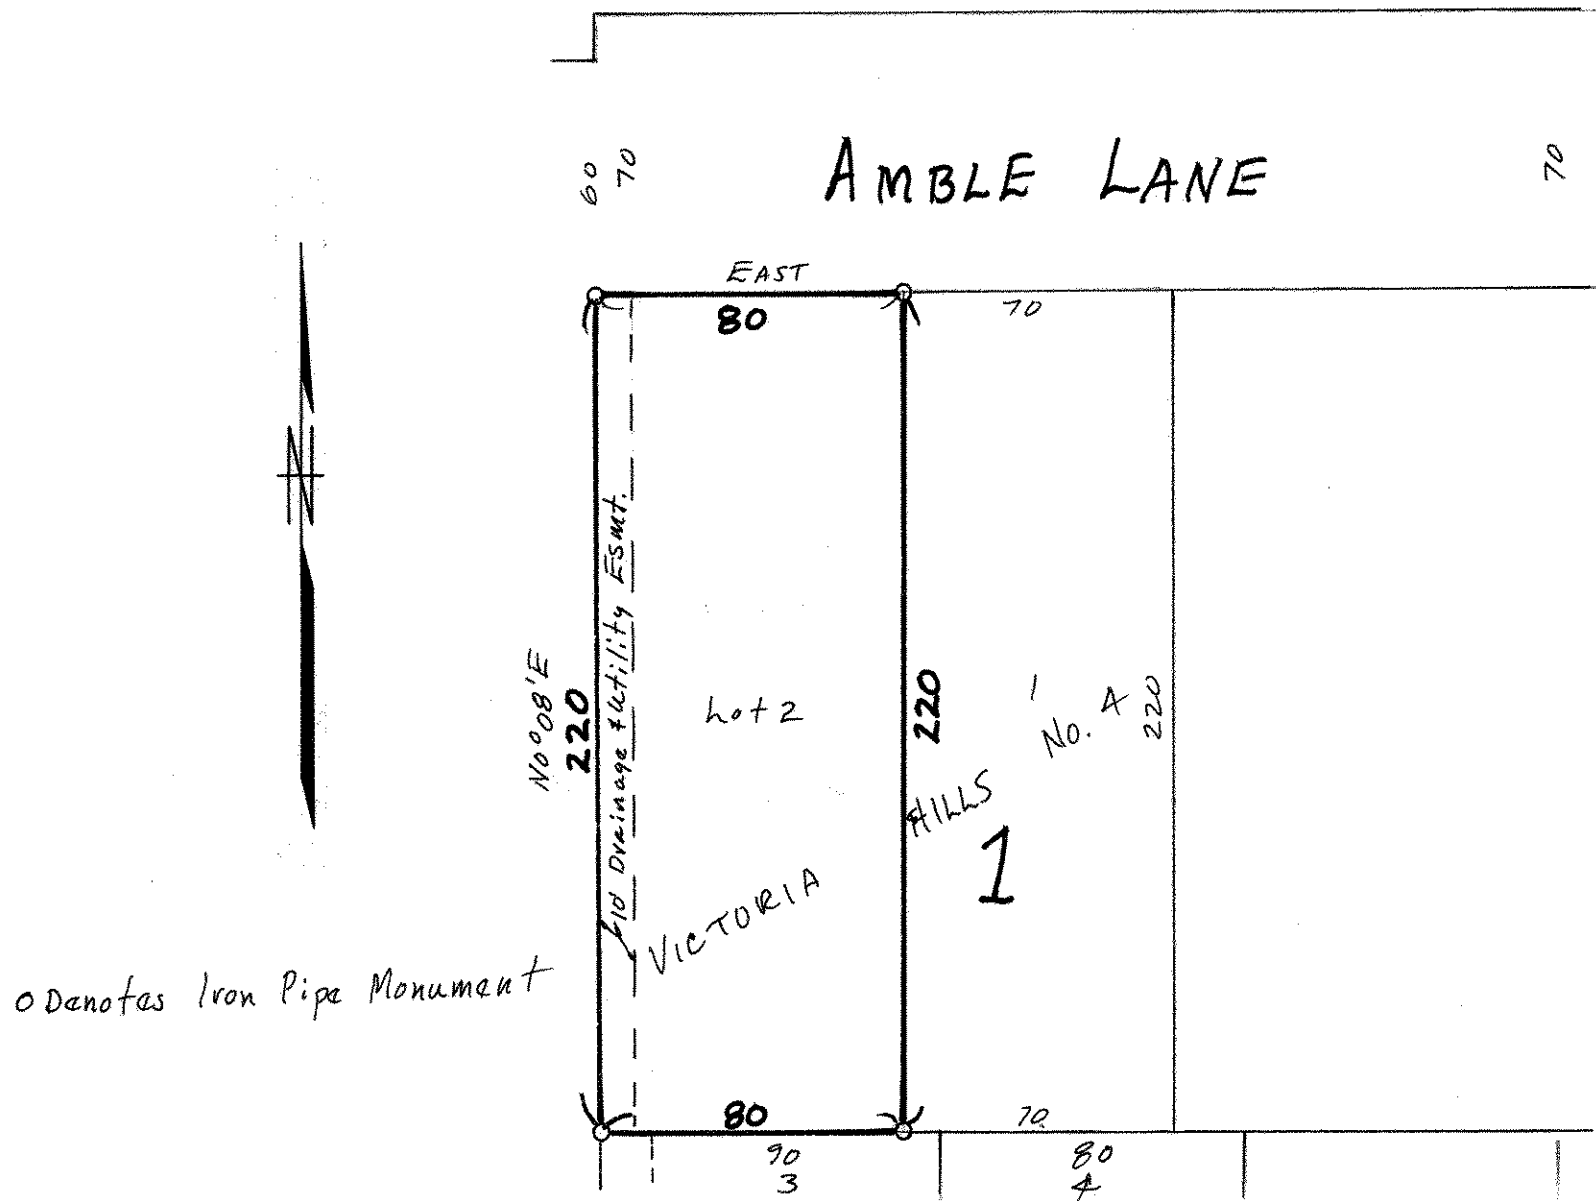 60
70
AMBLE LANE
70
EAST
80
70
N
N0°08'E
220
10 Drainage & Utility Esmt.
Lot 2
220
1
No. 4
220
VICTORIA HILLS
1
o Denotes Iron Pipe Monument
80
70
90
3
80
4